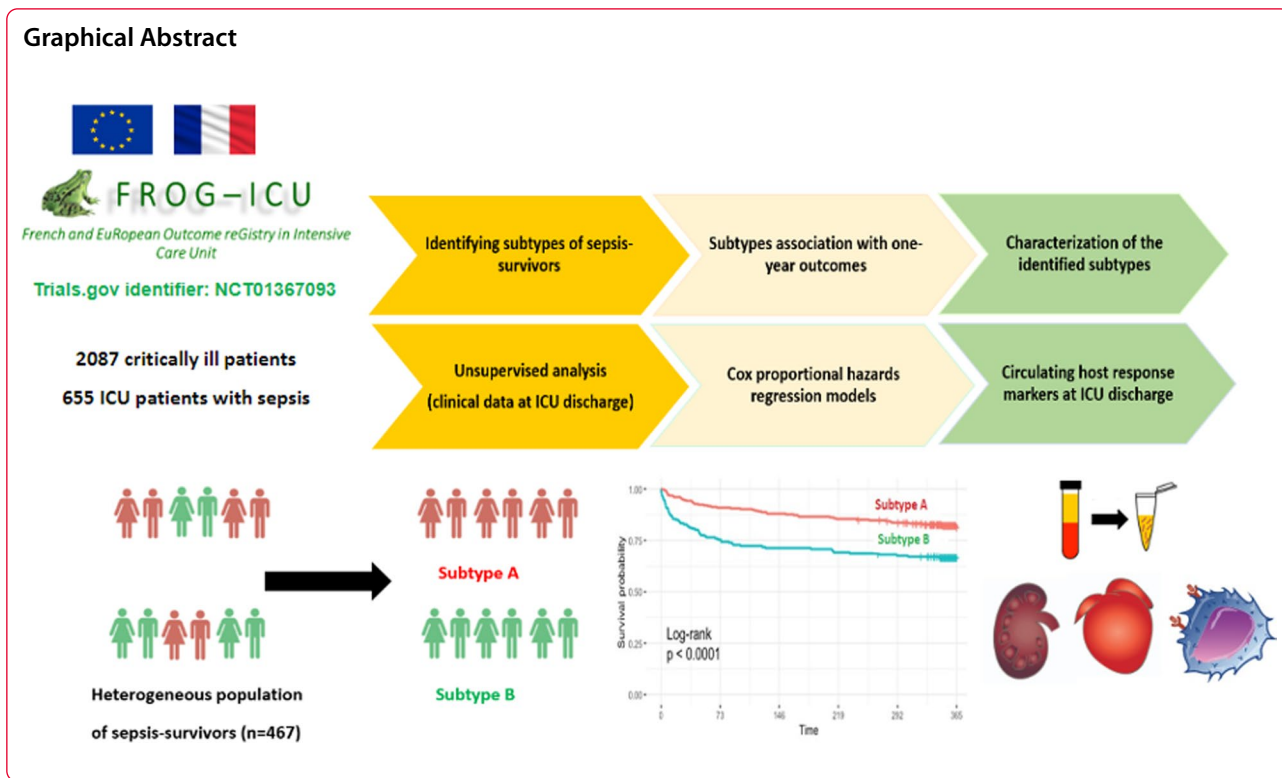 Graphical Abstract
FROG-ICU
French and EuRopean Outcome reGistry in Intensive
Care Unit
Trials.gov identifier: NCT01367093
2087 critically ill patients
655 ICU patients with sepsis
Identifying subtypes of sepsis-
survivors
Subtypes association with one-
year outcomes
Characterization of the
identified subtypes
Unsupervised analysis
(clinical data at ICU discharge)
Cox proportional hazards
regression models
Circulating host response
markers at ICU discharge
Heterogeneous population
of sepsis-survivors (n=467)
Subtype A
Subtype B
Survival probability
1.00
0.75
0.50
0.25
0.00
Subtype A
Subtype B
Log-rank
p < 0.0001
0 73 146 219 292 365
Time